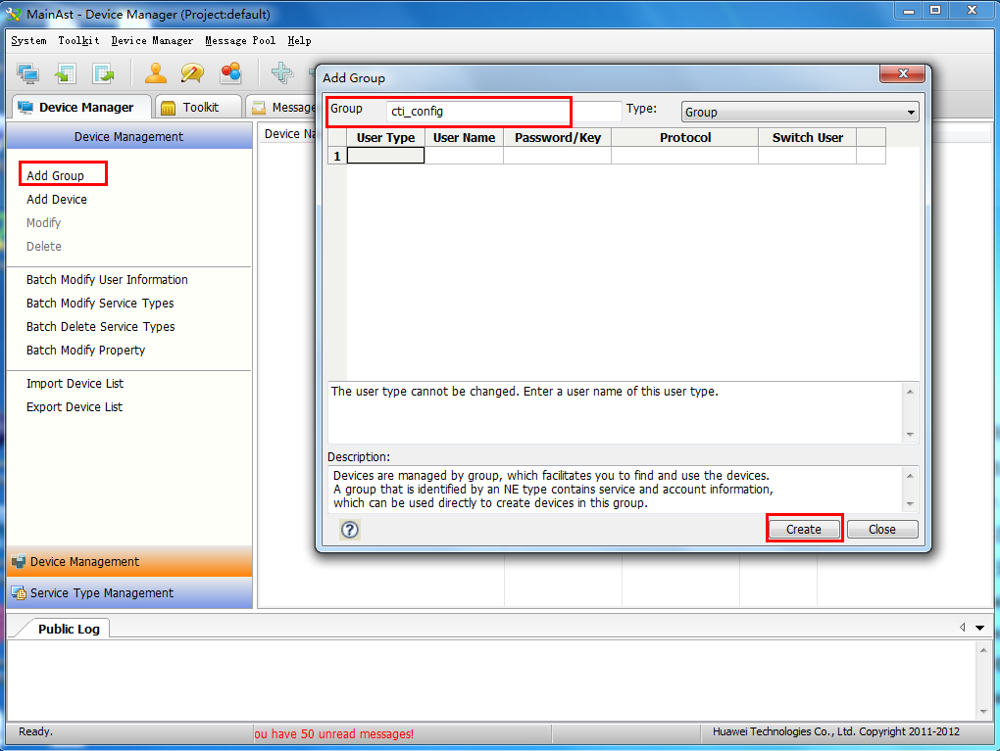 MainAst - Device Manager (Project:default)
System Toolkit Device Manager Message Pool Help
Device Manager Toolkit Message
Device Management
Device Na
Add Group
Add Device
Modify
Delete
Batch Modify User Information
Batch Modify Service Types
Batch Delete Service Types
Batch Modify Property
Import Device List
Export Device List
Device Management
Service Type Management
Add Group
Group cti_config Type: Group
User Type User Name Password/Key Protocol Switch User
1
The user type cannot be changed. Enter a user name of this user type.
Description:
Devices are managed by group, which facilitates you to find and use the devices.
A group that is identified by an NE type contains service and account information,
which can be used directly to create devices in this group.
? Create Close
Public Log
Ready. ou have 50 unread messages! Huawei Technologies Co., Ltd. Copyright 2011-2012